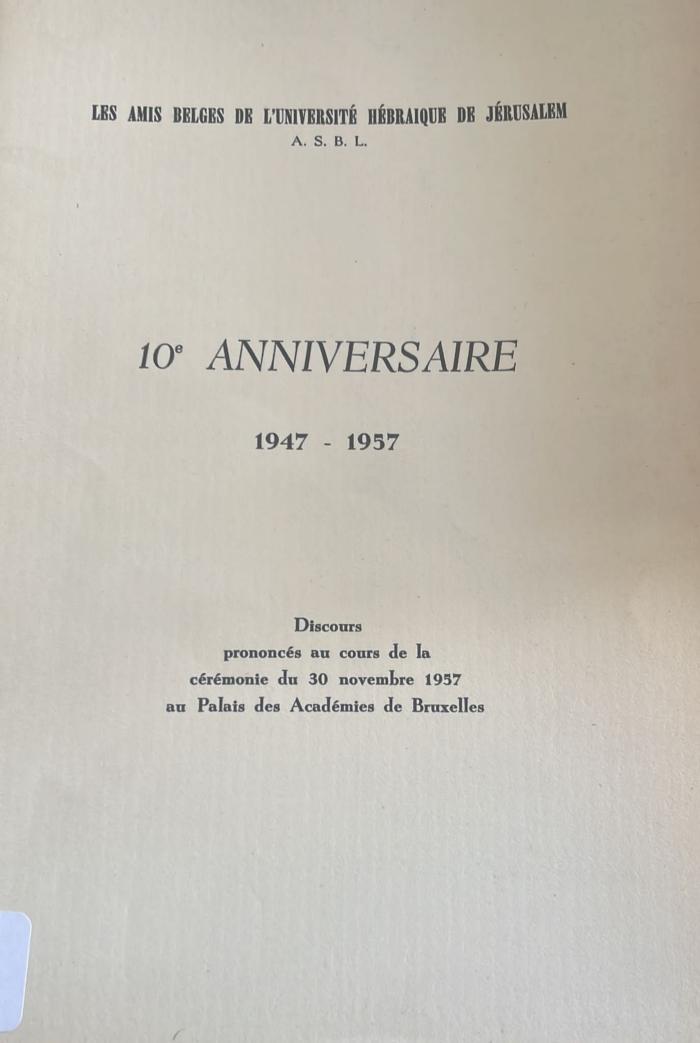 LES AMIS BELGES DE L'UNIVERSITÉ HÉBRAIQUE DE JÉRUSALEM
A. S. B. L.
10e ANNIVERSAIRE
1947 - 1957
Discours
prononcés au cours de la
cérémonie du 30 novembre 1957
au Palais des Académies de Bruxelles